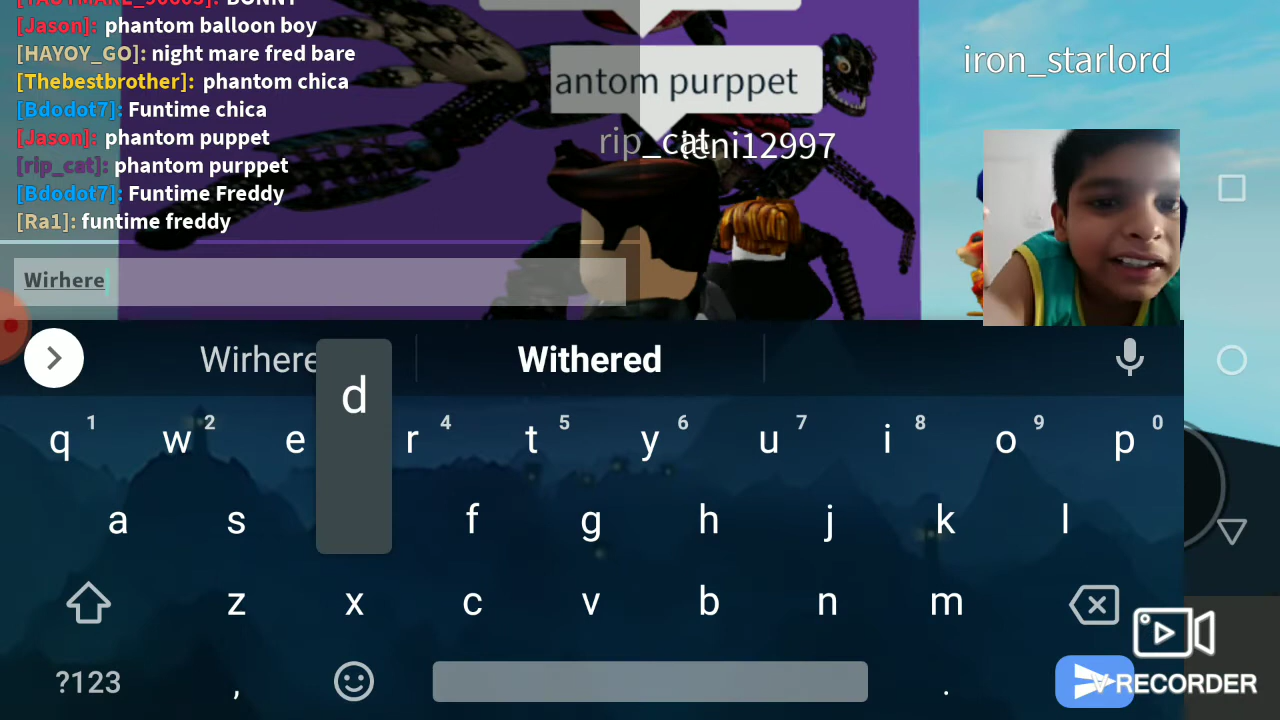 [Jason]: phantom balloon boy
[HAYOY_GO]: night mare fred bare
[Thebestbrother]: phantom chica
[Bdodot7]: Funtime chica
[Jason]: phantom puppet
[rip_cat]: phantom purppet
[Bdodot7]: Funtime Freddy
[Ra1]: funtime freddy
antom purppet
rip_cat
leni12997
iron_starlord
Wirhere
Wirhere
Withered
d
q 1 w 2 e r 4 t 5 y 6 u 7 i 8 o 9 p 0
a s f g h j k l
z x c v b n m
?123 , .
V RECORDER